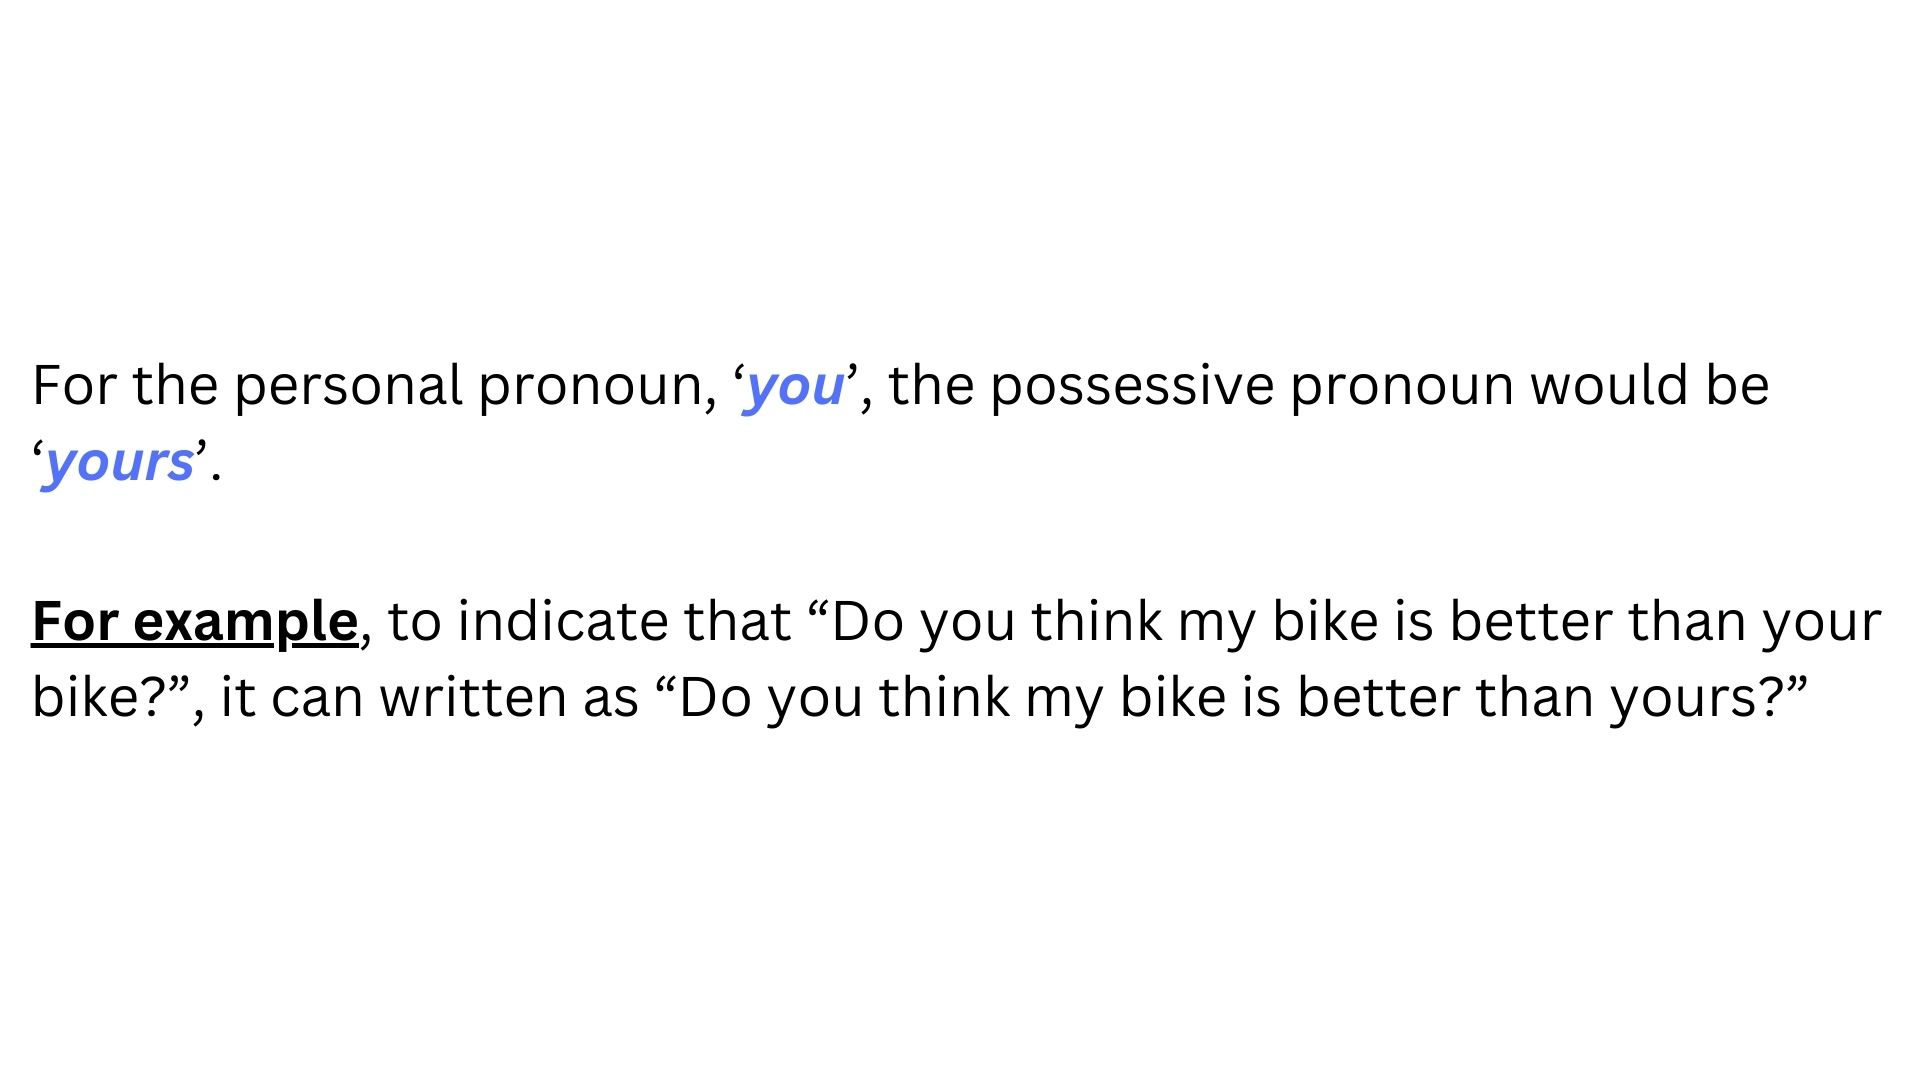 For the personal pronoun, ‘you’, the possessive pronoun would be
‘yours’.
For example, to indicate that “Do you think my bike is better than your
bike?”, it can written as “Do you think my bike is better than yours?”